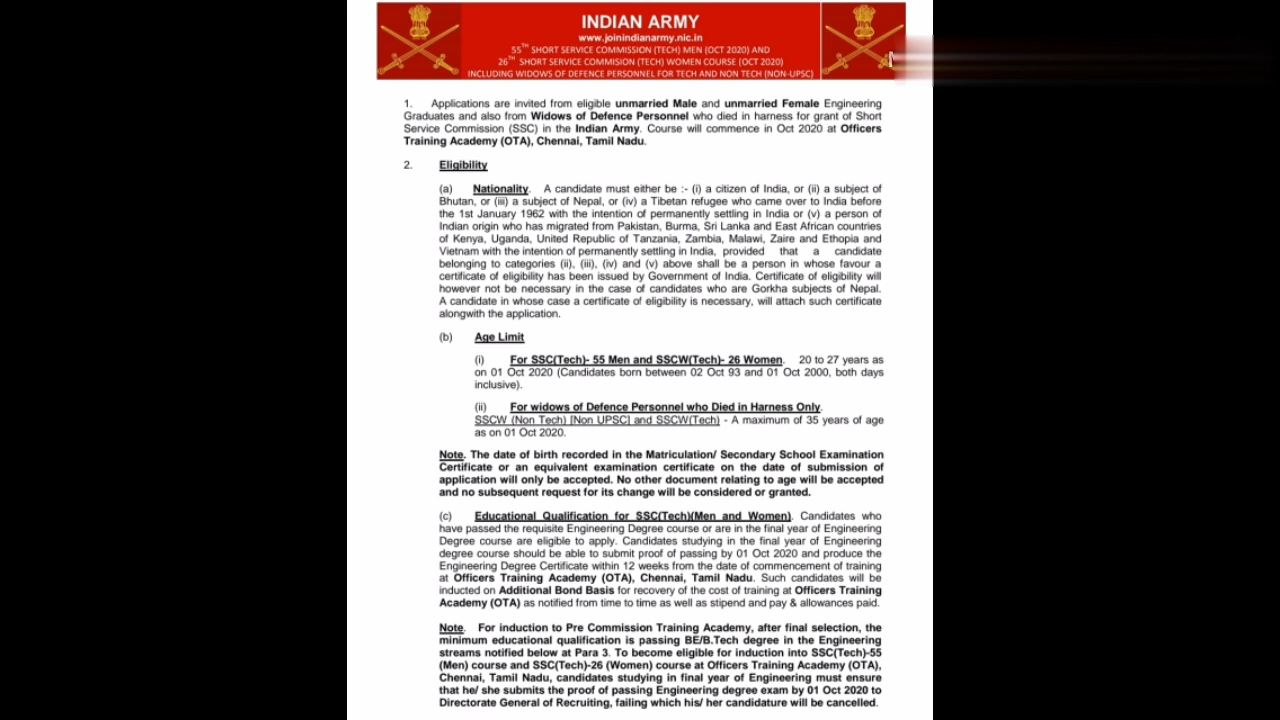 INDIAN ARMY
www.joinindianarmy.nic.in
55TH SHORT SERVICE COMMISSION (TECH) MEN (OCT 2020) AND
26TH SHORT SERVICE COMMISSION (TECH) WOMEN COURSE (OCT 2020)
INCLUDING WIDOWS OF DEFENCE PERSONNEL FOR TECH AND NON TECH (NON-UPSC)
1. Applications are invited from eligible unmarried Male and unmarried Female Engineering
Graduates and also from Widows of Defence Personnel who died in harness for grant of Short
Service Commission (SSC) in the Indian Army. Course will commence in Oct 2020 at Officers
Training Academy (OTA), Chennai, Tamil Nadu.
2. Eligibility
(a) Nationality. A candidate must either be :- (i) a citizen of India, or (ii) a subject of
Bhutan, or (iii) a subject of Nepal, or (iv) a Tibetan refugee who came over to India before
the 1st January 1962 with the intention of permanently settling in India or (v) a person of
Indian origin who has migrated from Pakistan, Burma, Sri Lanka and East African countries
of Kenya, Uganda, United Republic of Tanzania, Zambia, Malawi, Zaire and Ethopia and
Vietnam with the intention of permanently settling in India, provided that a candidate
belonging to categories (ii), (iii), (iv) and (v) above shall be a person in whose favour a
certificate of eligibility has been issued by Government of India. Certificate of eligibility will
however not be necessary in the case of candidates who are Gorkha subjects of Nepal.
A candidate in whose case a certificate of eligibility is necessary, will attach such certificate
alongwith the application.
(b) Age Limit
(i) For SSC(Tech)- 55 Men and SSCW(Tech)- 26 Women. 20 to 27 years as
on 01 Oct 2020 (Candidates born between 02 Oct 93 and 01 Oct 2000, both days
inclusive).
(ii) For widows of Defence Personnel who Died in Harness Only.
SSCW (Non Tech) [Non UPSC] and SSCW(Tech) - A maximum of 35 years of age
as on 01 Oct 2020.
Note. The date of birth recorded in the Matriculation/ Secondary School Examination
Certificate or an equivalent examination certificate on the date of submission of
application will only be accepted. No other document relating to age will be accepted
and no subsequent request for its change will be considered or granted.
(c) Educational Qualification for SSC(Tech)(Men and Women). Candidates who
have passed the requisite Engineering Degree course or are in the final year of Engineering
Degree course are eligible to apply. Candidates studying in the final year of Engineering
degree course should be able to submit proof of passing by 01 Oct 2020 and produce the
Engineering Degree Certificate within 12 weeks from the date of commencement of training
at Officers Training Academy (OTA), Chennai, Tamil Nadu. Such candidates will be
inducted on Additional Bond Basis for recovery of the cost of training at Officers Training
Academy (OTA) as notified from time to time as well as stipend and pay & allowances paid.
Note. For induction to Pre Commission Training Academy, after final selection, the
minimum educational qualification is passing BE/B.Tech degree in the Engineering
streams notified below at Para 3. To become eligible for induction into SSC(Tech)-55
(Men) course and SSC(Tech)-26 (Women) course at Officers Training Academy (OTA),
Chennai, Tamil Nadu, candidates studying in final year of Engineering must ensure
that he/ she submits the proof of passing Engineering degree exam by 01 Oct 2020 to
Directorate General of Recruiting, failing which his/ her candidature will be cancelled.